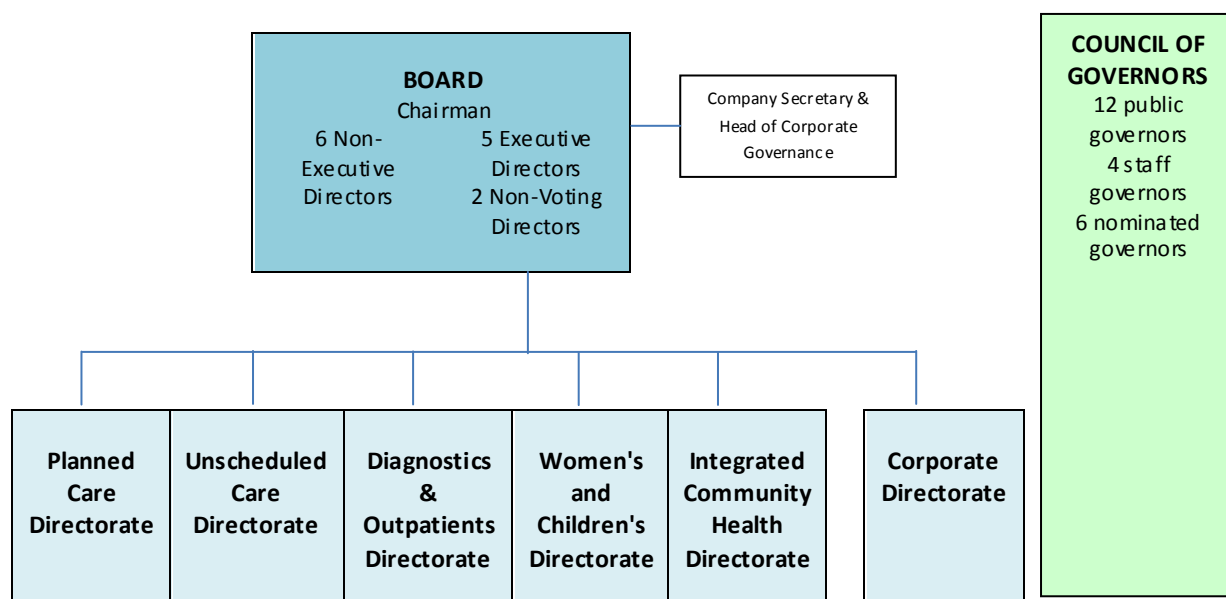 BOARD
Chairman
6 Non-
Executive
Directors
5 Executive
Directors
2 Non-Voting
Directors
Company Secretary &
Head of Corporate
Governance
COUNCIL OF
GOVERNORS
12 public
governors
4 staff
governors
6 nominated
governors
Planned
Care
Directorate
Unscheduled
Care
Directorate
Diagnostics
&
Outpatients
Directorate
Women's
and
Children's
Directorate
Integrated
Community
Health
Directorate
Corporate
Directorate